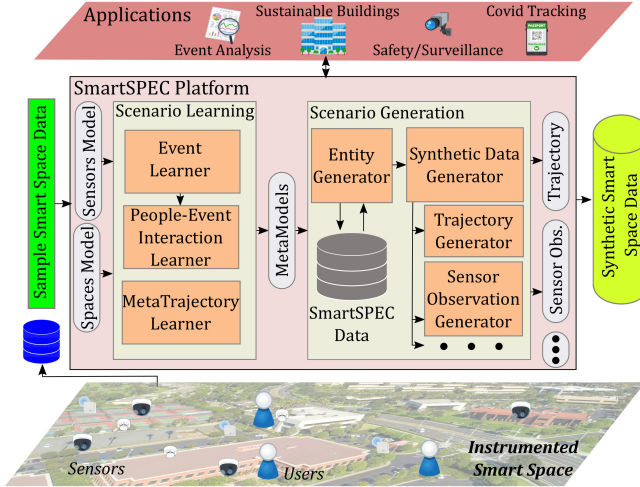 Applications
Sustainable Buildings
Covid Tracking
PASSPORT
Event Analysis
Safety/Surveillance
SmartSPEC Platform
Sample Smart Space Data
Sensors Model
Spaces Model
Scenario Learning
Event
Learner
People-Event
Interaction
Learner
MetaTrajectory
Learner
MetaModels
Scenario Generation
Entity
Generator
Synthetic Data
Generator
Trajectory
Generator
Sensor
Observation
Generator
SmartSPEC
Data
Trajectory
Sensor Obs.
Synthetic Smart
Space Data
Sensors
Users
Instrumented
Smart Space